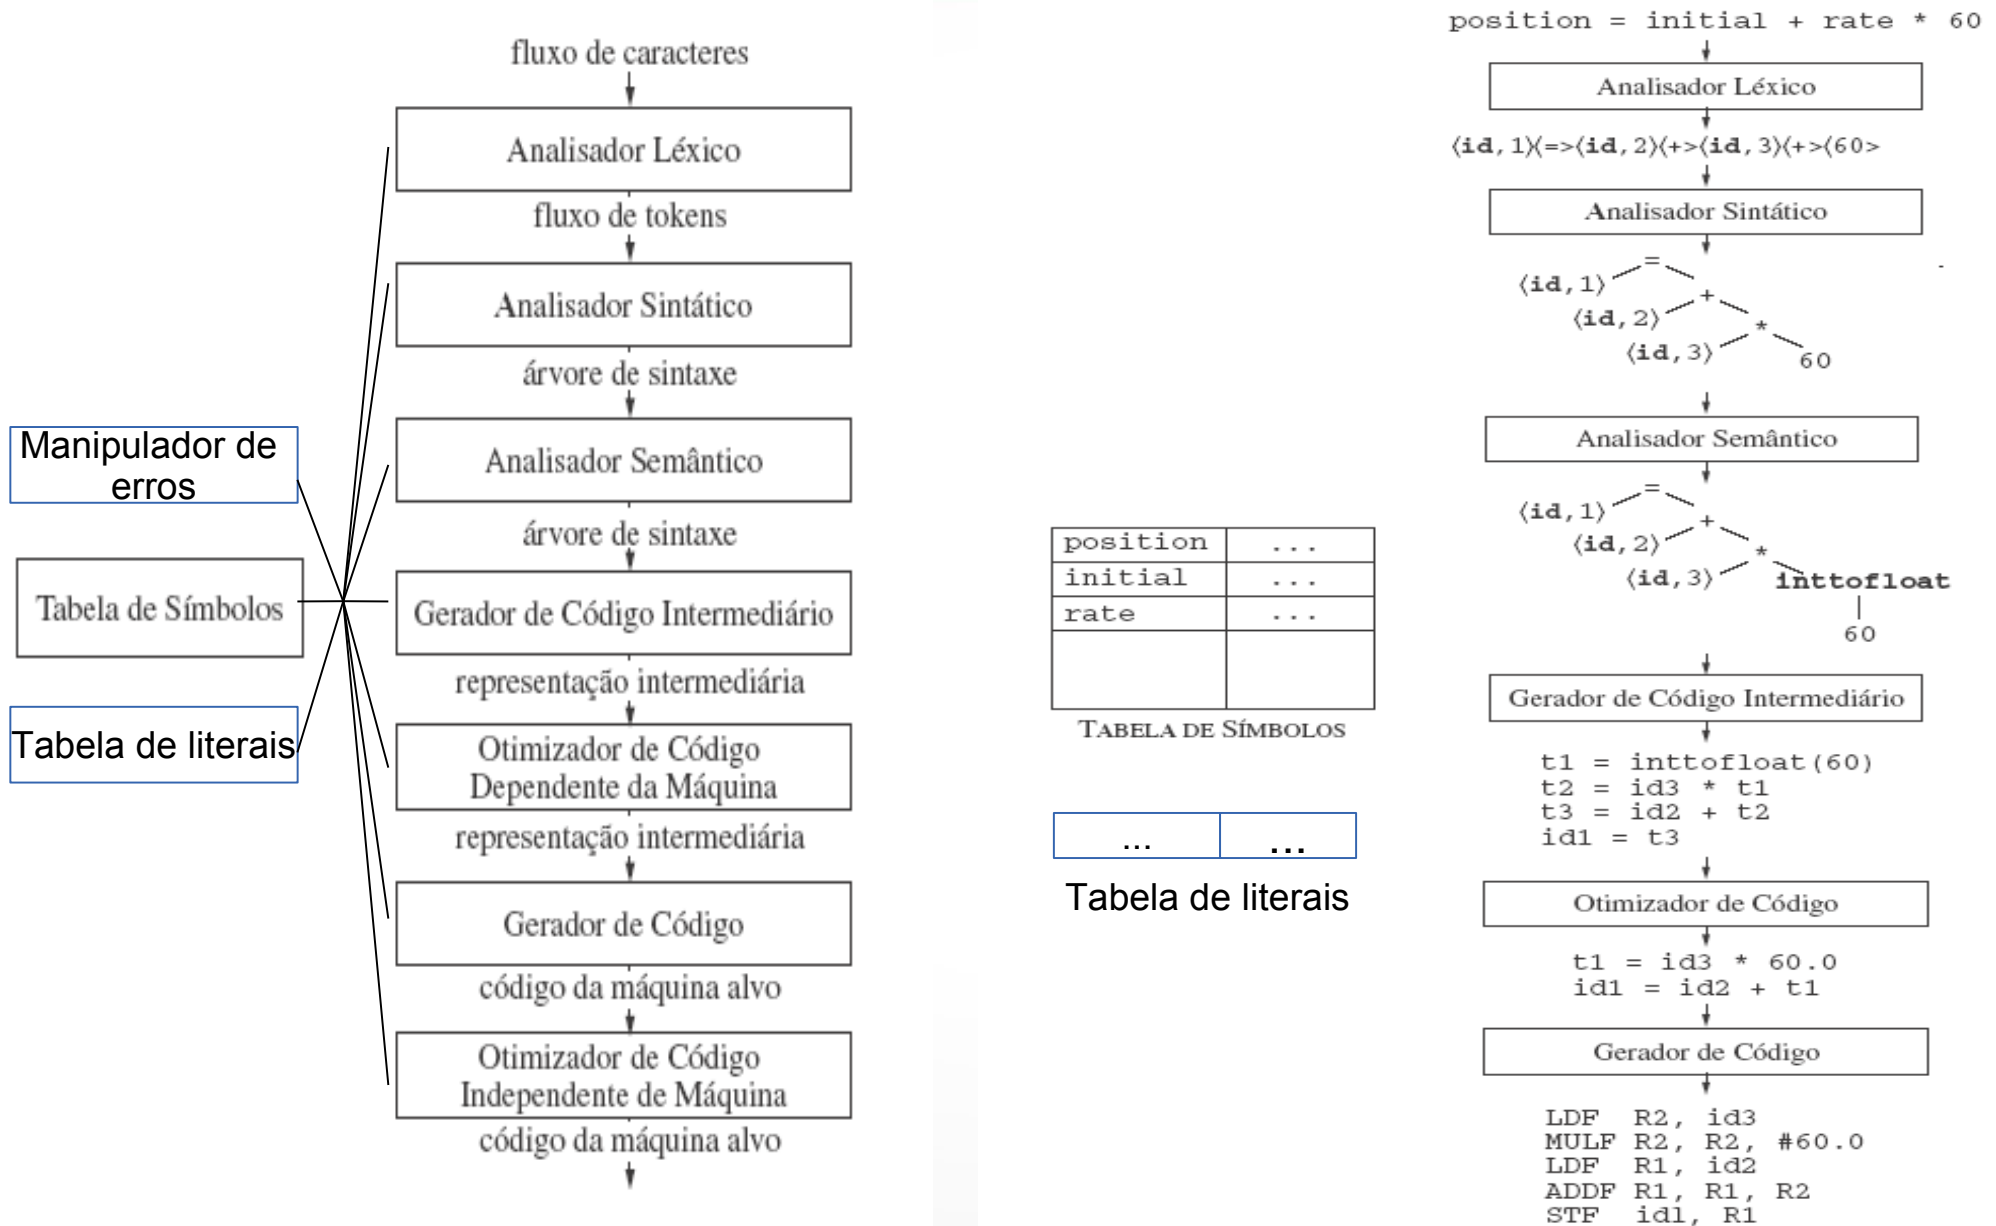 fluxo de caracteres
Analisador Léxico
fluxo de tokens
Analisador Sintático
árvore de sintaxe
Analisador Semântico
árvore de sintaxe
Gerador de Código Intermediário
representação intermediária
Otimizador de Código
Dependente da Máquina
representação intermediária
Gerador de Código
código da máquina alvo
Otimizador de Código
Independente de Máquina
código da máquina alvo
Manipulador de
erros
Tabela de Símbolos
Tabela de literais
position ...
initial ...
rate ...
TABELA DE SÍMBOLOS
... ...
Tabela de literais
position = initial + rate * 60
Analisador Léxico
⟨id,1⟩⟨=>⟨id,2⟩⟨+>⟨id,3⟩⟨+>⟨60>
Analisador Sintático
=
⟨id,1⟩ +
⟨id,2⟩ *
⟨id,3⟩ 60
Analisador Semântico
=
⟨id,1⟩ +
⟨id,2⟩ *
⟨id,3⟩ inttofloat
60
Gerador de Código Intermediário
t1 = inttofloat(60)
t2 = id3 * t1
t3 = id2 + t2
id1 = t3
Otimizador de Código
t1 = id3 * 60.0
id1 = id2 + t1
Gerador de Código
LDF R2, id3
MULF R2, R2, #60.0
LDF R1, id2
ADDF R1, R1, R2
STF id1, R1